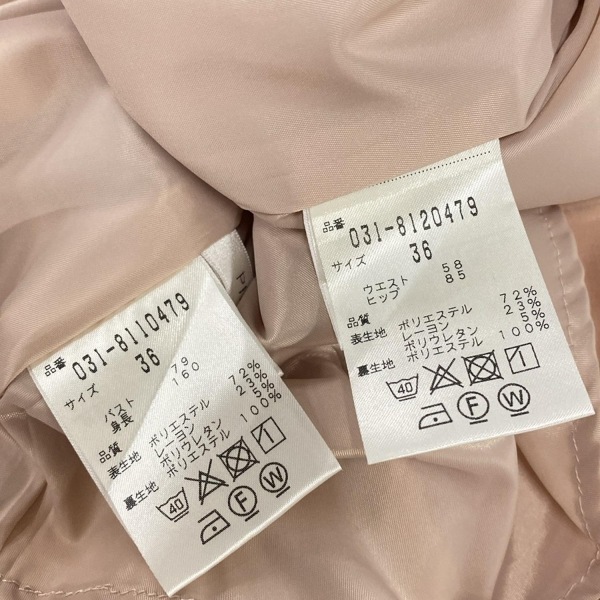 品番
031-8110479
サイズ 36
バスト 79
身長 160
品質
表生地 ポリエステル 72%
レーヨン 23%
ポリウレタン 5%
裏生地 ポリエステル 100%
40
F W
品番
031-8120479
サイズ 36
ウエスト 58
ヒップ 85
品質
表生地 ポリエステル 72%
レーヨン 23%
ポリウレタン 5%
裏生地 ポリエステル 100%
40
F W